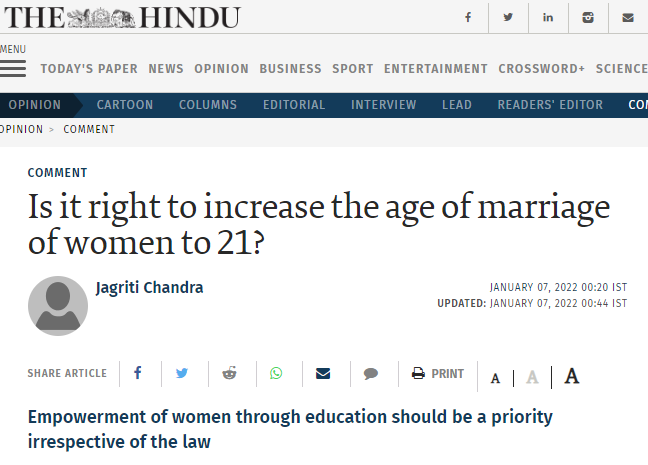 THE HINDU
MENU
TODAY'S PAPER NEWS OPINION BUSINESS SPORT ENTERTAINMENT CROSSWORD+ SCIENCE
OPINION CARTOON COLUMNS EDITORIAL INTERVIEW LEAD READERS' EDITOR CO
OPINION > COMMENT
COMMENT
Is it right to increase the age of marriage
of women to 21?
Jagriti Chandra
JANUARY 07, 2022 00:20 IST
UPDATED: JANUARY 07, 2022 00:44 IST
SHARE ARTICLE PRINT A A A
Empowerment of women through education should be a priority
irrespective of the law